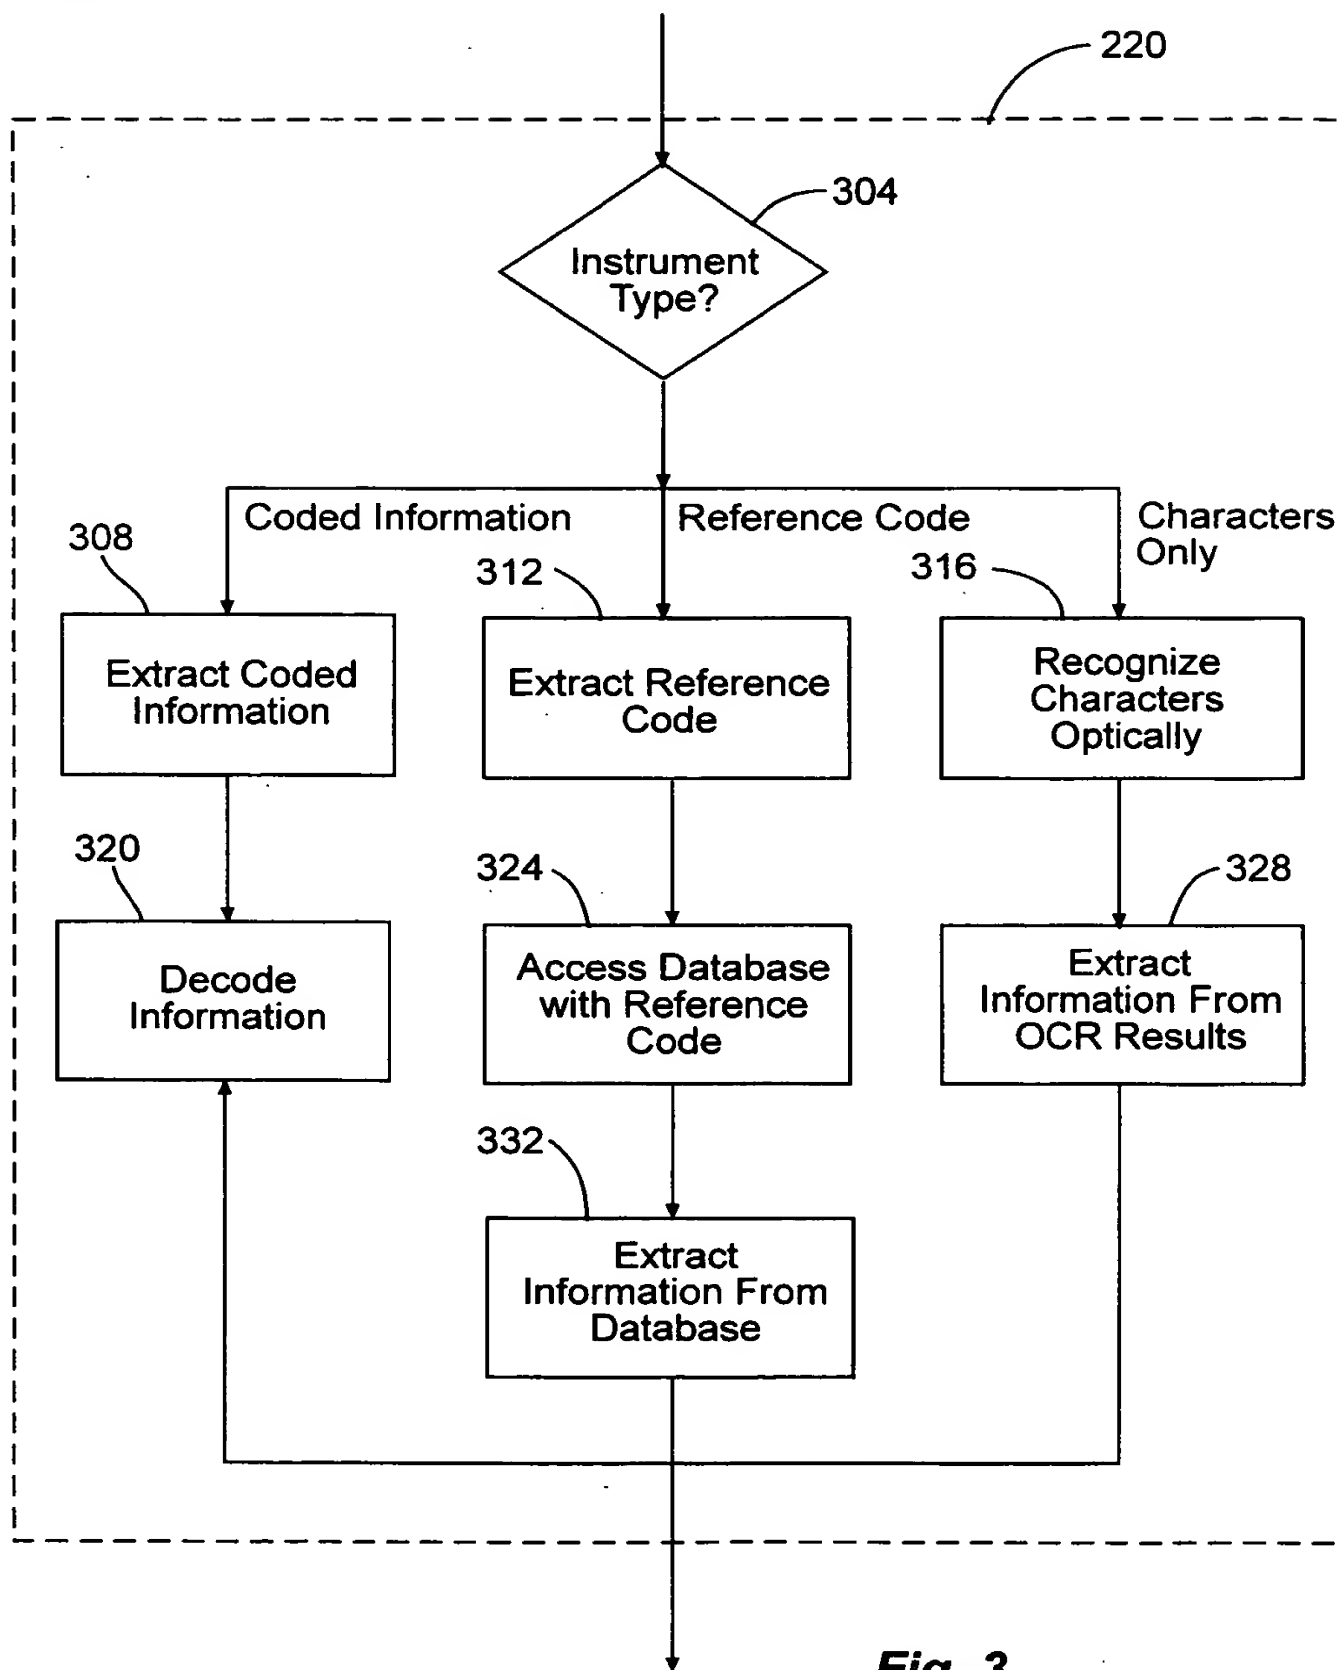 220
304
Instrument
Type?
Coded Information
Reference Code
Characters
Only
308
312
316
Extract Coded
Information
Extract Reference
Code
Recognize
Characters
Optically
320
324
328
Decode
Information
Access Database
with Reference
Code
Extract
Information From
OCR Results
332
Extract
Information From
Database
Fig. 3